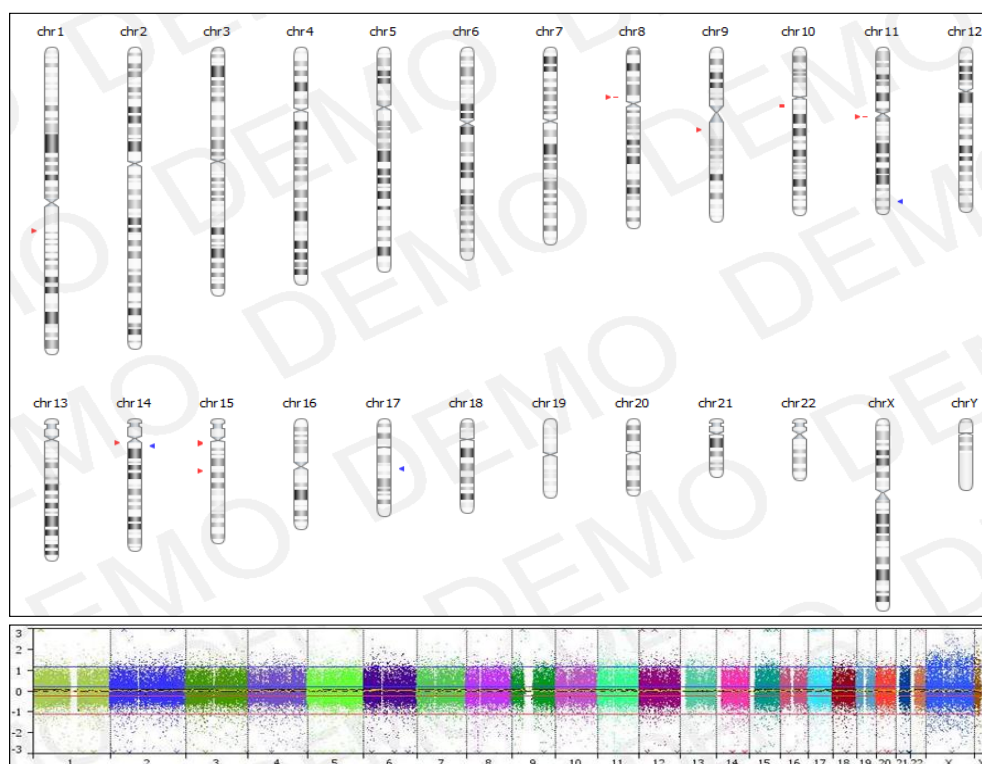 DEMO DEMO DEMO
chr1 chr2 chr3 chr4 chr5 chr6 chr7 chr8 chr9 chr10 chr11 chr12
chr13 chr14 chr15 chr16 chr17 chr18 chr19 chr20 chr21 chr22 chrX chrY
3
2
1
0
-1
-2
-3
1 2 3 4 5 6 7 8 9 10 11 12 13 14 15 16 17 18 19 20 21 22 X